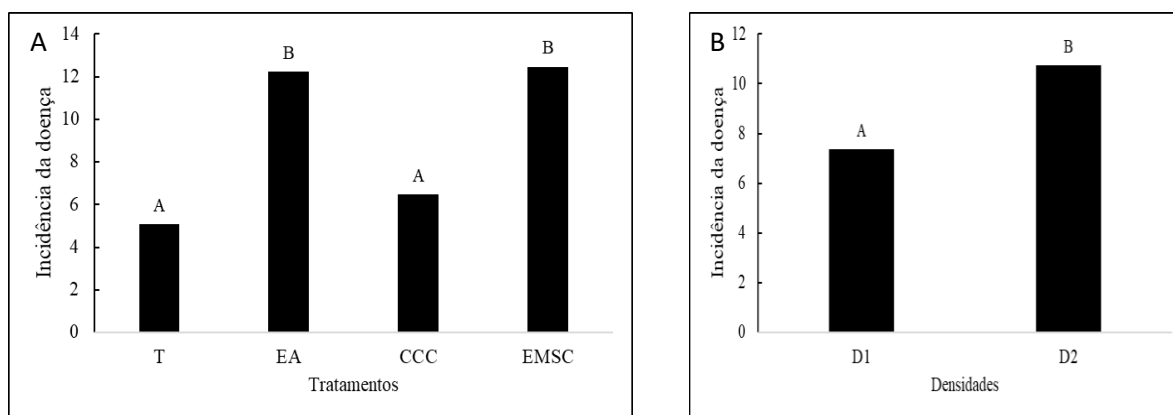 A
Incidência da doença
14
12
10
8
6
4
2
0
A
B
A
B
T
EA
CCC
EMSC
Tratamentos
B
Incidência da doença
12
10
8
6
4
2
0
A
B
D1
D2
Densidades